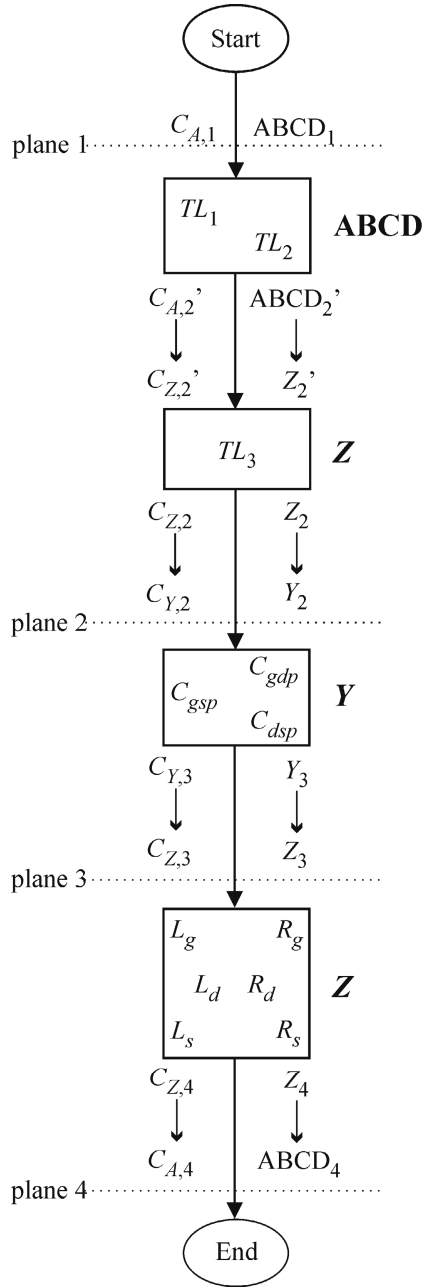 Start
plane 1 C_{A,1} ABCD_1
TL_1
TL_2
ABCD
C_{A,2}’ ABCD_2’
C_{Z,2}’ Z_2’
TL_3 Z
C_{Z,2} Z_2
C_{Y,2} Y_2
plane 2
C_{gdp}
C_{gsp} Y
C_{dsp}
C_{Y,3} Y_3
C_{Z,3} Z_3
plane 3
L_g R_g
L_d R_d Z
L_s R_s
C_{Z,4} Z_4
C_{A,4} ABCD_4
plane 4
End